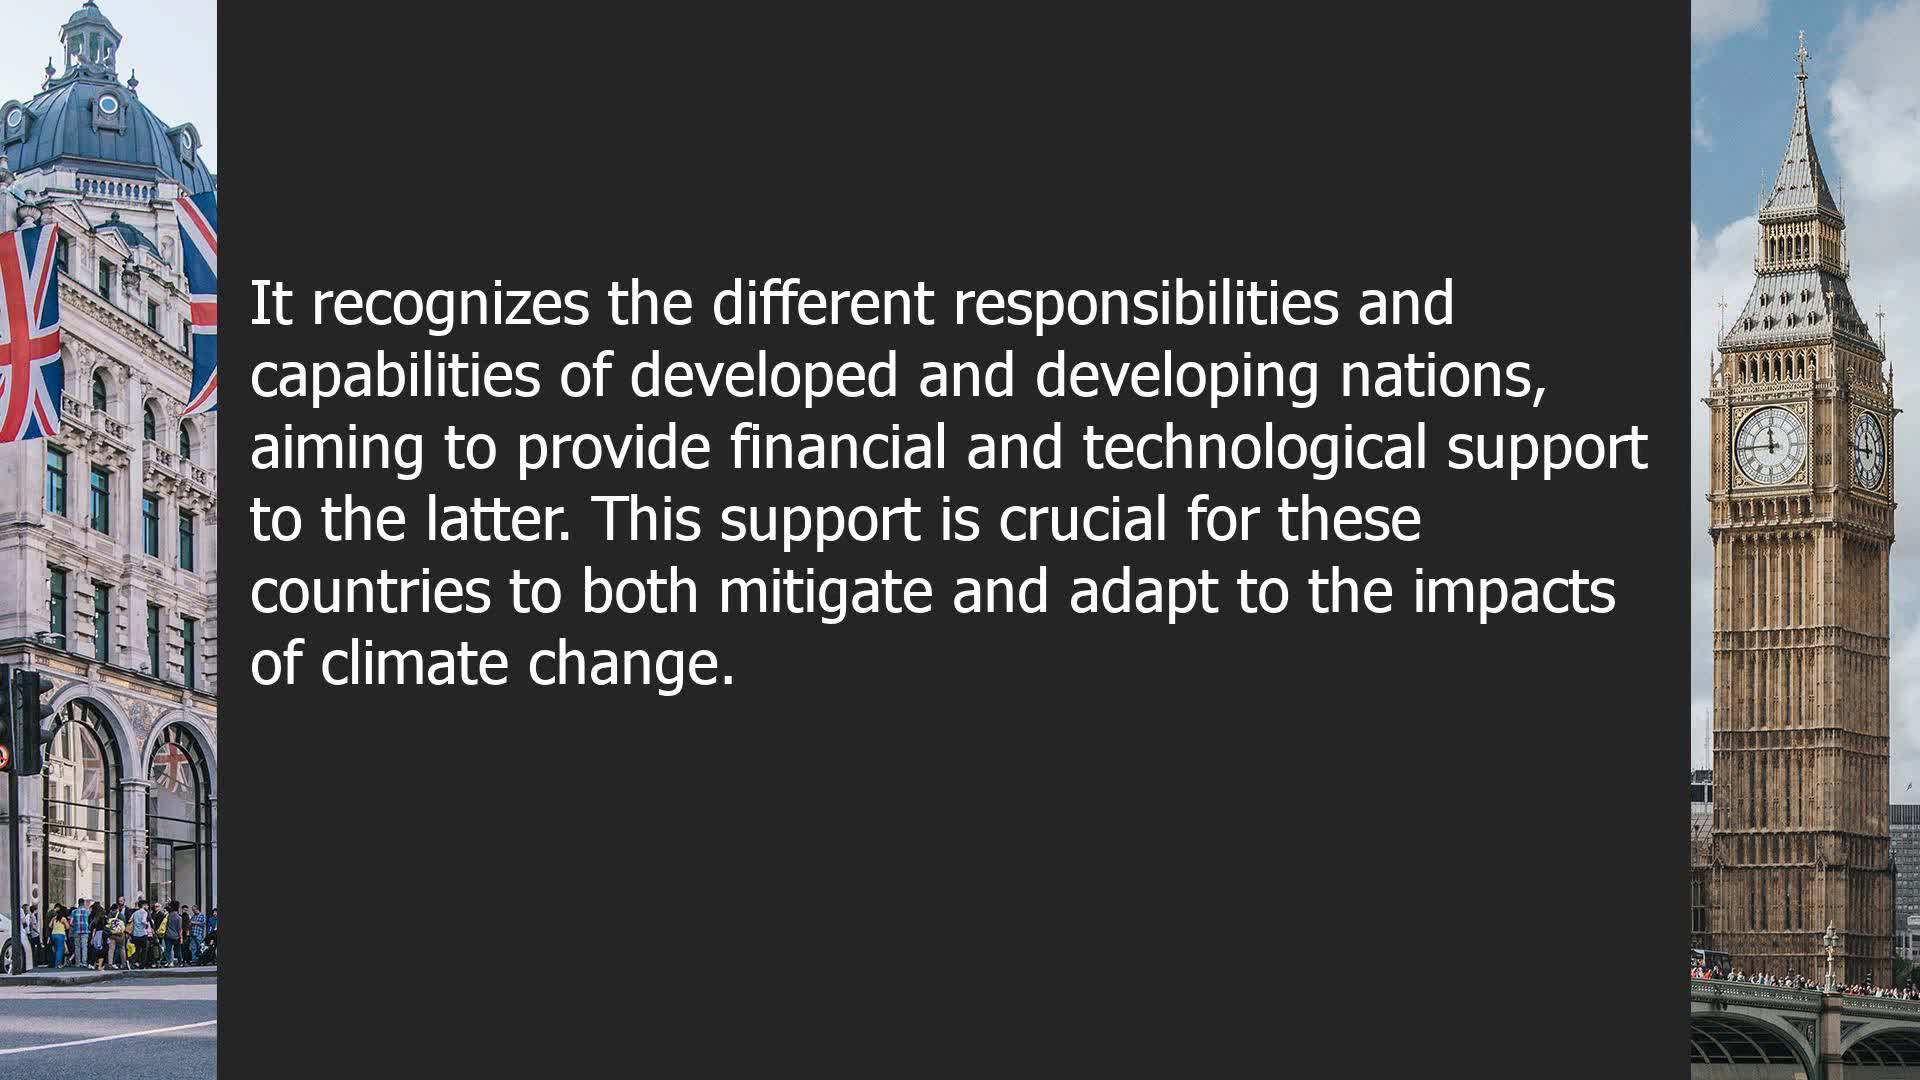 It recognizes the different responsibilities and
capabilities of developed and developing nations,
aiming to provide financial and technological support
to the latter. This support is crucial for these
countries to both mitigate and adapt to the impacts
of climate change.